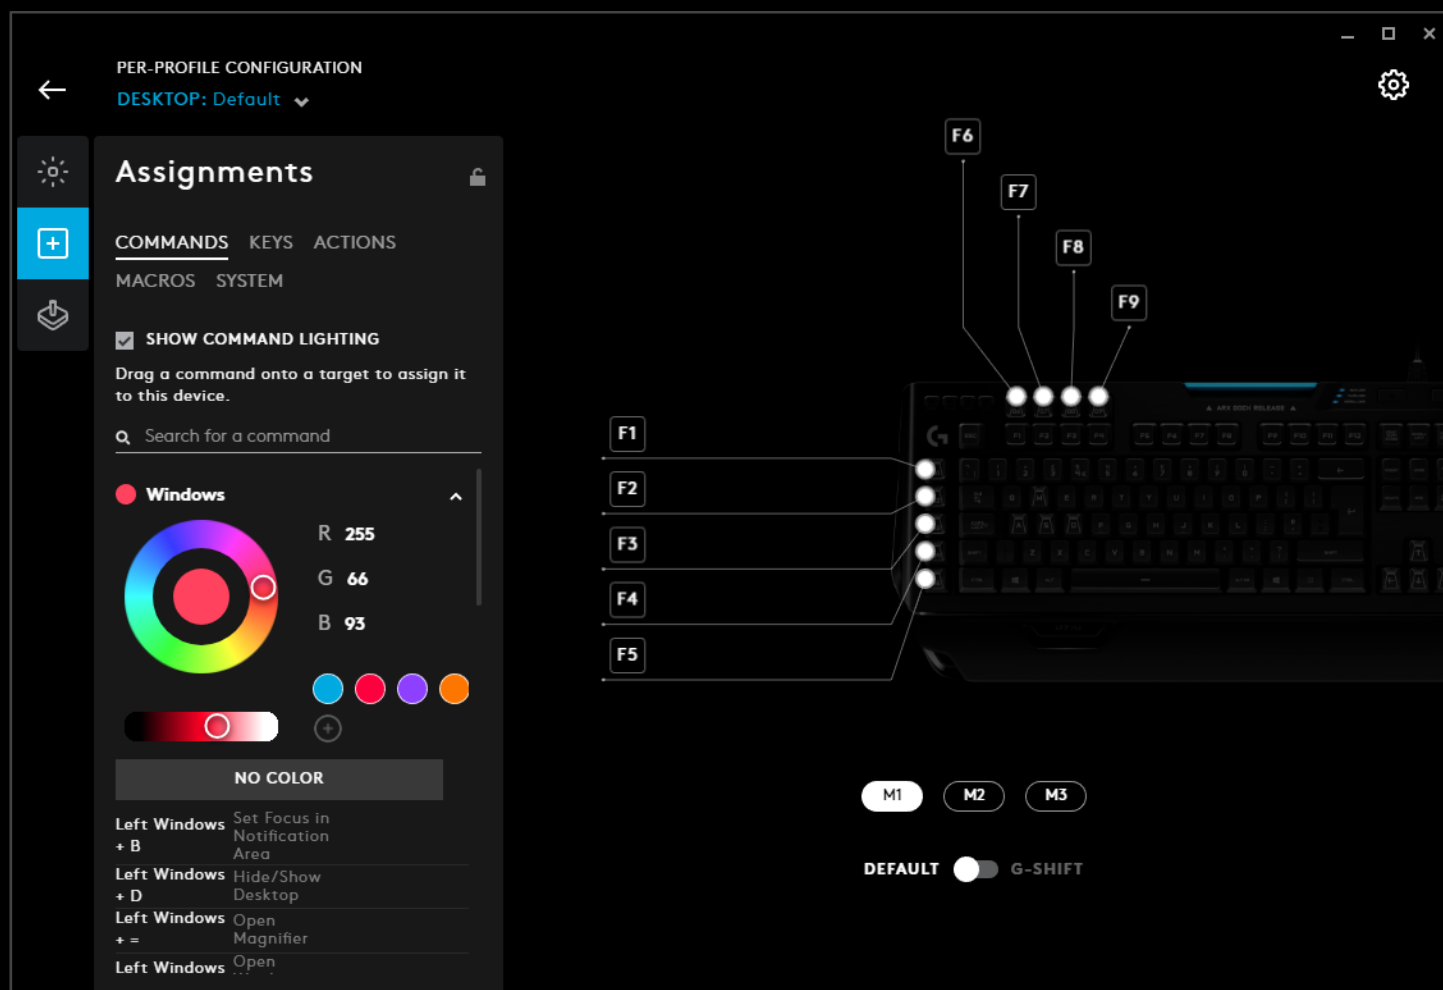 PER-PROFILE CONFIGURATION
DESKTOP: Default
Assignments
COMMANDS KEYS ACTIONS
MACROS SYSTEM
SHOW COMMAND LIGHTING
Drag a command onto a target to assign it
to this device.
Search for a command
Windows
R 255
G 66
B 93
NO COLOR
Left Windows
+ B
Set Focus in
Notification
Area
Left Windows
+ D
Hide/Show
Desktop
Left Windows
+ =
Open
Magnifier
Left Windows
Open
F6
F7
F8
F9
F1
F2
F3
F4
F5
ARX DOCK RELEASE
M1 M2 M3
DEFAULT G-SHIFT